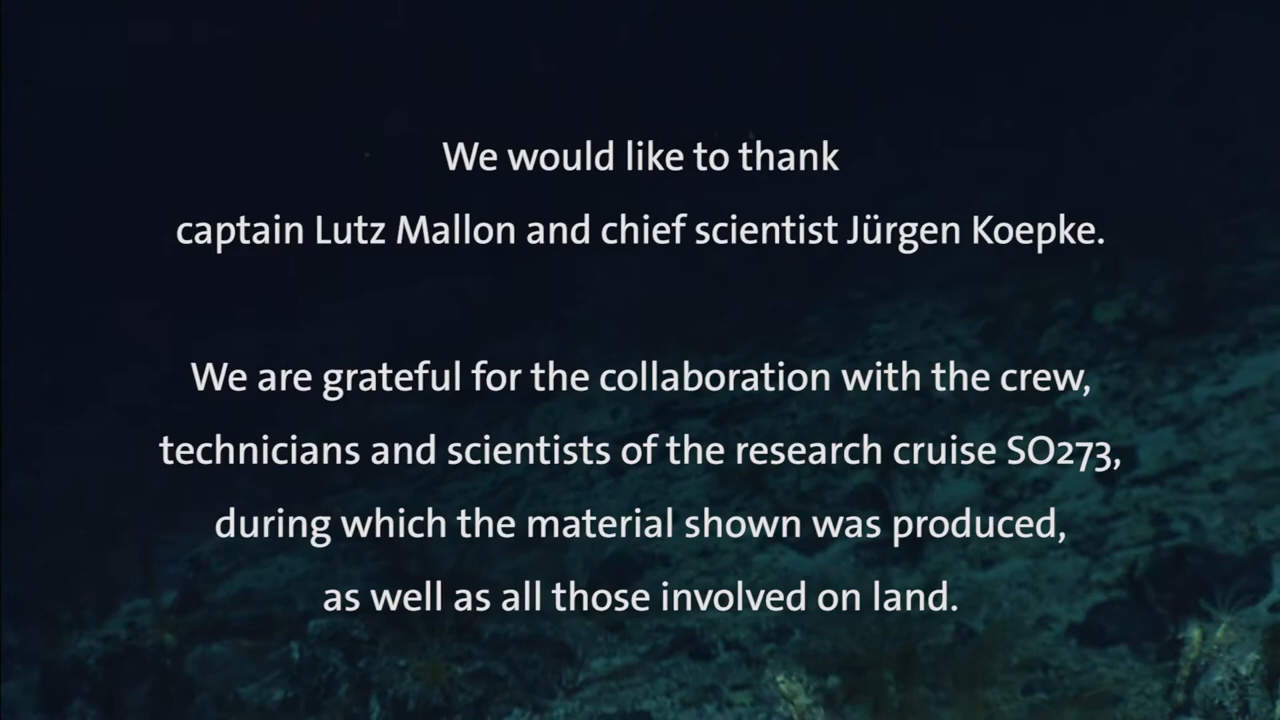 We would like to thank
captain Lutz Mallon and chief scientist Jürgen Koepke.
We are grateful for the collaboration with the crew,
technicians and scientists of the research cruise SO273,
during which the material shown was produced,
as well as all those involved on land.